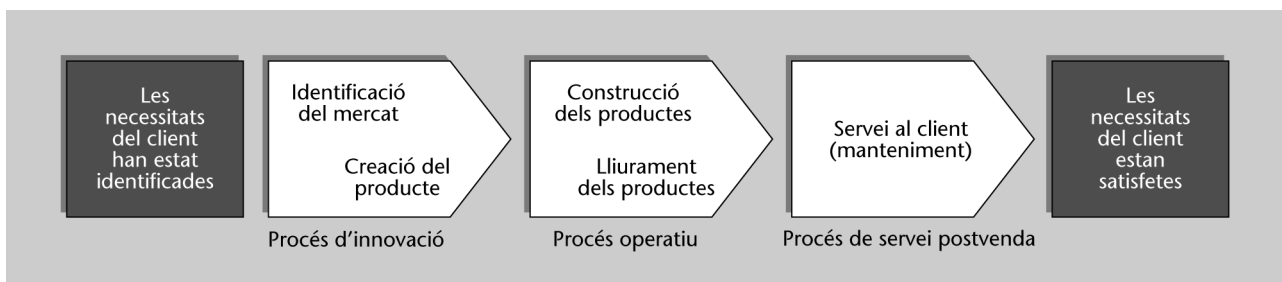 Les
necessitats
del client
han estat
identificades
Identificació
del mercat
Creació del
producte
Procés d’innovació
Construcció
dels productes
Lliurament
dels productes
Procés operatiu
Servei al client
(manteniment)
Procés de servei postvenda
Les
necessitats
del client
estan
satisfetes